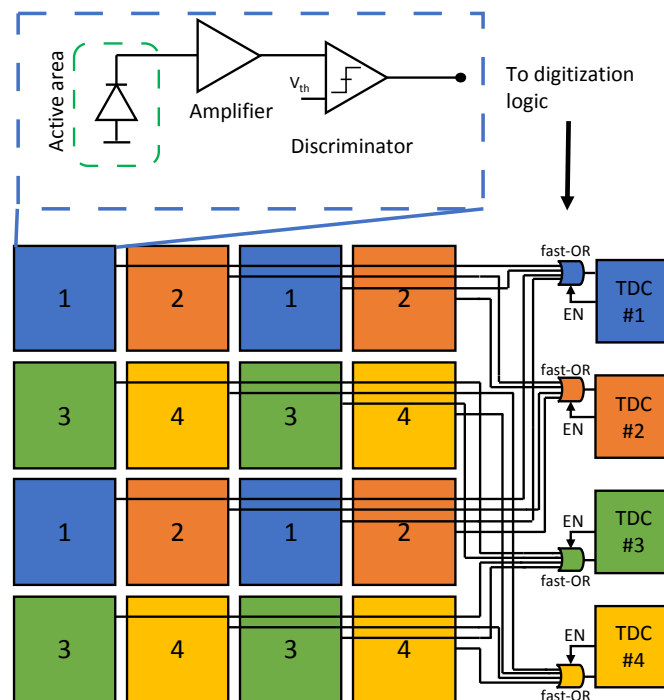 Active area
Amplifier
V_th
Discriminator
To digitization
logic
fast-OR
1 2 1 2
EN
TDC
#1
fast-OR
3 4 3 4
EN
TDC
#2
1 2 1 2
EN
TDC
#3
fast-OR
3 4 3 4
EN
TDC
#4
fast-OR